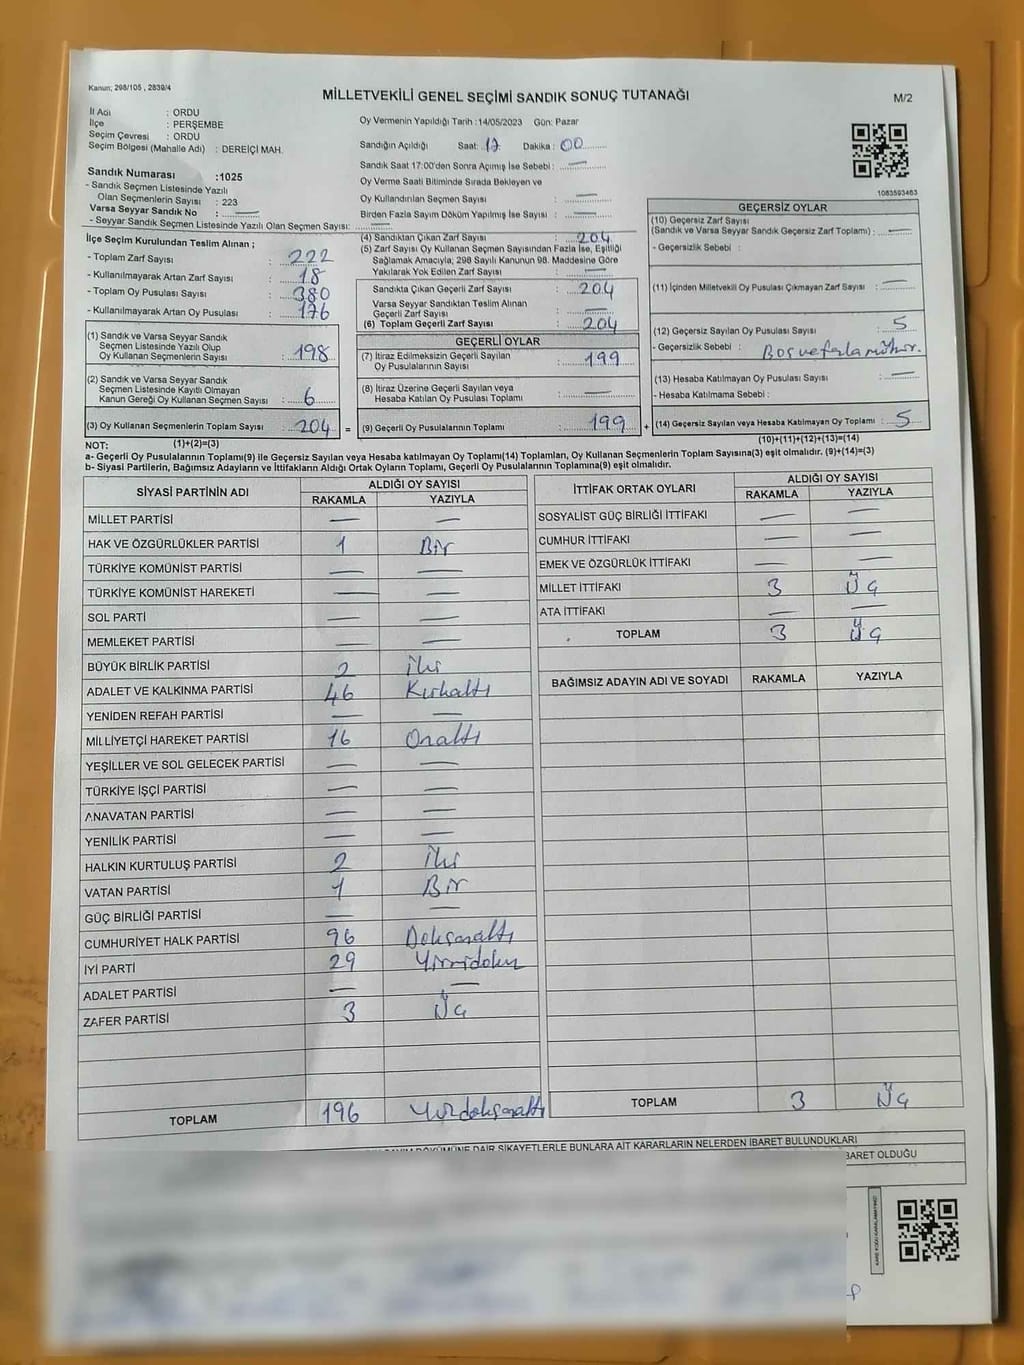 Kanun; 298/105 , 2839/4
MİLLETVEKİLİ GENEL SEÇİMİ SANDIK SONUÇ TUTANAĞI
M/2
İl Adı : ORDU
İlçe : PERŞEMBE
Seçim Çevresi : ORDU
Seçim Bölgesi (Mahalle Adı) : DEREİÇİ MAH.
Sandık Numarası :1025
- Sandık Seçmen Listesinde Yazılı
Olan Seçmenlerin Sayısı : 223
Varsa Seyyar Sandık No : —
- Seyyar Sandık Seçmen Listesinde Yazılı Olan Seçmen Sayısı:
Oy Vermenin Yapıldığı Tarih :14/05/2023 Gün: Pazar
Sandığın Açıldığı Saat: 17 Dakika : 00
Sandık Saat 17:00'den Sonra Açımış İse Sebebi : —
Oy Verme Saati Bitiminde Sırada Bekleyen ve
Oy Kullandırılan Seçmen Sayısı : —
Birden Fazla Sayım Döküm Yapılmış İse Sayısı : —
1083593463
İlçe Seçim Kurulundan Teslim Alınan ;
- Toplam Zarf Sayısı : 222
- Kullanılmayarak Artan Zarf Sayısı : 18
- Toplam Oy Pusulası Sayısı : 380
- Kullanılmayarak Artan Oy Pusulası : 176
(1) Sandık ve Varsa Seyyar Sandık
Seçmen Listesinde Yazılı Olup
Oy Kullanan Seçmenlerin Sayısı : 198
(2) Sandık ve Varsa Seyyar Sandık
Seçmen Listesinde Kayıtlı Olmayan
Kanun Gereği Oy Kullanan Seçmen Sayısı : 6
(3) Oy Kullanan Seçmenlerin Toplam Sayısı : 204 =
(4) Sandıktan Çıkan Zarf Sayısı : 204
(5) Zarf Sayısı Oy Kullanan Seçmen Sayısından Fazla İse, Eşitliği
Sağlamak Amacıyla; 298 Sayılı Kanunun 98. Maddesine Göre
Yakılarak Yok Edilen Zarf Sayısı : —
Sandıkta Çıkan Geçerli Zarf Sayısı : 204
Varsa Seyyar Sandıktan Teslim Alınan
Geçerli Zarf Sayısı : —
(6) Toplam Geçerli Zarf Sayısı : 204
GEÇERLİ OYLAR
(7) İtiraz Edilmeksizin Geçerli Sayılan
Oy Pusulalarının Sayısı : 199
(8) İtiraz Üzerine Geçerli Sayılan veya
Hesaba Katılan Oy Pusulası Toplamı : —
(9) Geçerli Oy Pusulalarının Toplamı : 199 +
GEÇERSİZ OYLAR
(10) Geçersiz Zarf Sayısı
(Sandık ve Varsa Seyyar Sandık Geçersiz Zarf Toplamı) : —
- Geçersizlik Sebebi :
(11) İçinden Milletvekili Oy Pusulası Çıkmayan Zarf Sayısı : —
(12) Geçersiz Sayılan Oy Pusulası Sayısı : 5
- Geçersizlik Sebebi : Boş ve fazla mühür.
(13) Hesaba Katılmayan Oy Pusulası Sayısı : —
- Hesaba Katılmama Sebebi :
(14) Geçersiz Sayılan veya Hesaba Katılmayan Oy Toplamı : 5
NOT: (1)+(2)=(3) (10)+(11)+(12)+(13)=(14)
a- Geçerli Oy Pusulalarının Toplamı(9) ile Geçersiz Sayılan veya Hesaba katılmayan Oy Toplamı(14) Toplamları, Oy Kullanan Seçmenlerin Toplam Sayısına(3) eşit olmalıdır. (9)+(14)=(3)
b- Siyasi Partilerin, Bağımsız Adayların ve İttifakların Aldığı Ortak Oyların Toplamı, Geçerli Oy Pusulalarının Toplamına(9) eşit olmalıdır.
SİYASİ PARTİNİN ADI ALDIĞI OY SAYISI
RAKAMLA YAZIYLA
MİLLET PARTİSİ — —
HAK VE ÖZGÜRLÜKLER PARTİSİ 1 Bir
TÜRKİYE KOMÜNİST PARTİSİ — —
TÜRKİYE KOMÜNİST HAREKETİ — —
SOL PARTİ — —
MEMLEKET PARTİSİ — —
BÜYÜK BİRLİK PARTİSİ 2 İki
ADALET VE KALKINMA PARTİSİ 46 Kırkaltı
YENİDEN REFAH PARTİSİ — —
MİLLİYETÇİ HAREKET PARTİSİ 16 Onaltı
YEŞİLLER VE SOL GELECEK PARTİSİ — —
TÜRKİYE İŞÇİ PARTİSİ — —
ANAVATAN PARTİSİ — —
YENİLİK PARTİSİ — —
HALKIN KURTULUŞ PARTİSİ 2 İki
VATAN PARTİSİ 1 Bir
GÜÇ BİRLİĞİ PARTİSİ — —
CUMHURİYET HALK PARTİSİ 96 Doksanaltı
İYİ PARTİ 29 Yirmidokuz
ADALET PARTİSİ — —
ZAFER PARTİSİ 3 Üç
TOPLAM 196 Yüzdoksanaltı
İTTİFAK ORTAK OYLARI ALDIĞI OY SAYISI
RAKAMLA YAZIYLA
SOSYALİST GÜÇ BİRLİĞİ İTTİFAKI — —
CUMHUR İTTİFAKI — —
EMEK VE ÖZGÜRLÜK İTTİFAKI — —
MİLLET İTTİFAKI 3 Üç
ATA İTTİFAKI — —
TOPLAM 3 Üç
BAĞIMSIZ ADAYIN ADI VE SOYADI RAKAMLA YAZIYLA
TOPLAM 3 Üç
DÖKÜMÜNE DAİR ŞİKAYETLERLE BUNLARA AİT KARARLARIN NELERDEN İBARET BULUNDUKLARI
İBARET OLDUĞU